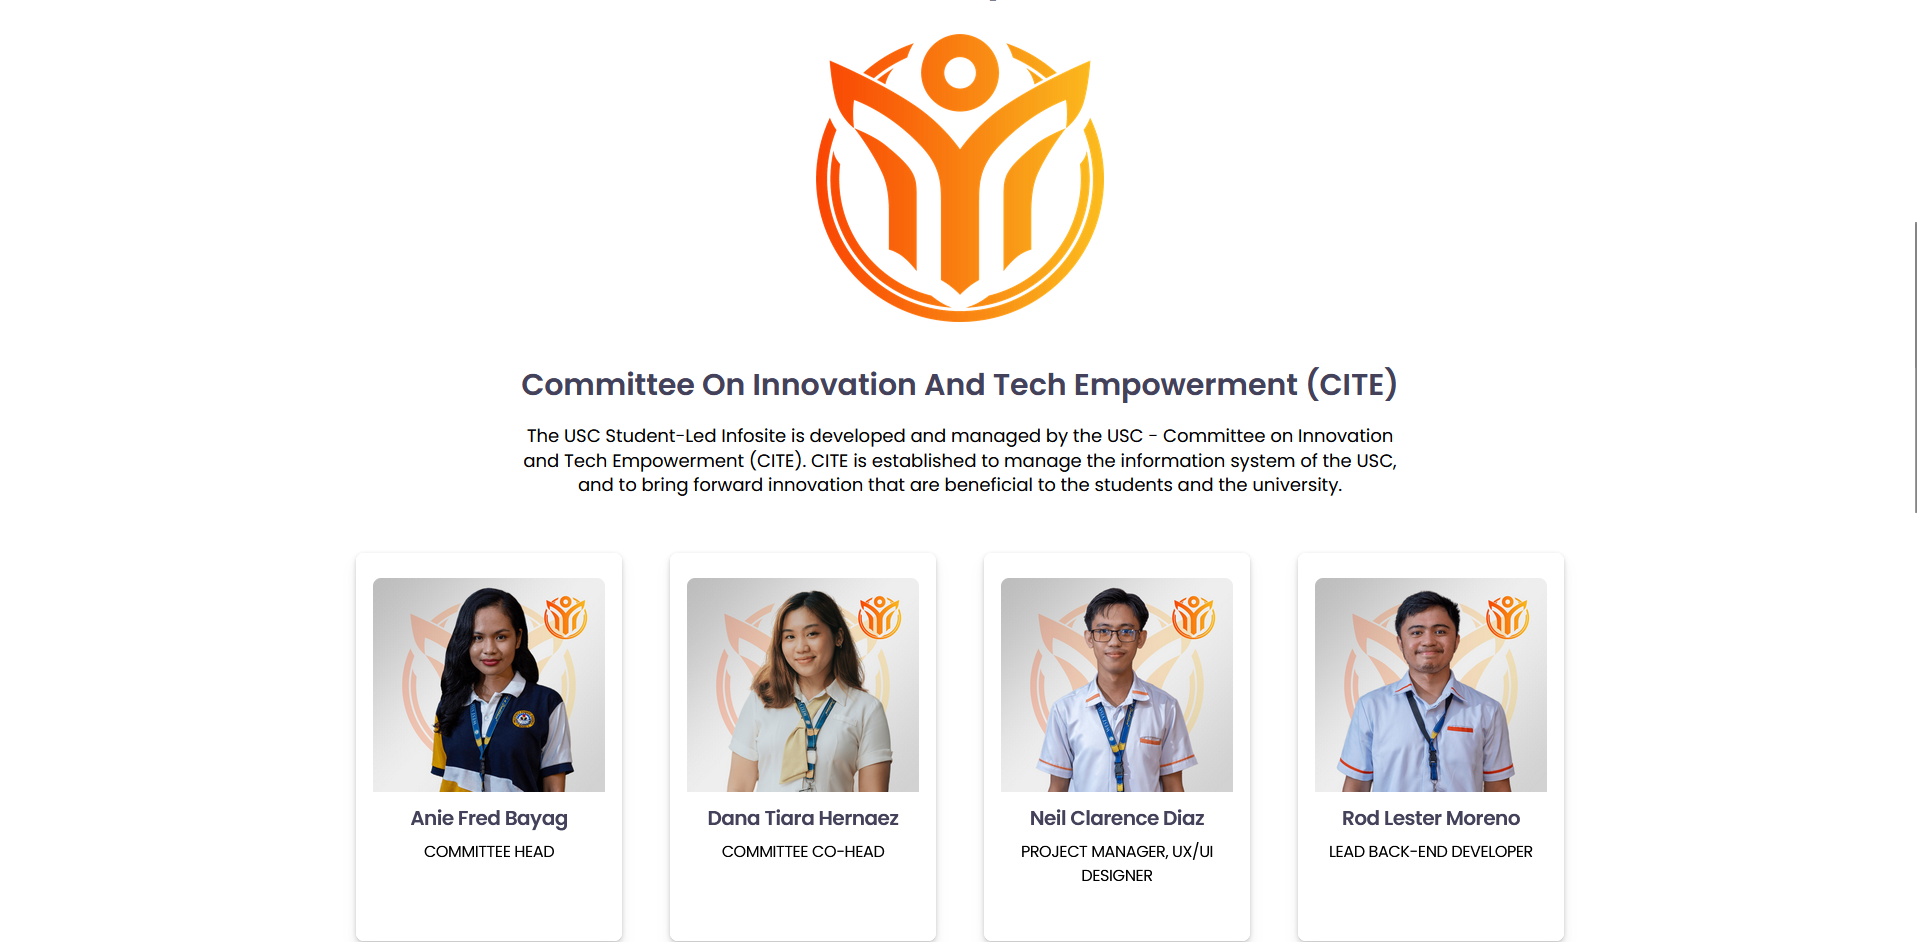 Committee On Innovation And Tech Empowerment (CITE)
The USC Student-Led Infosite is developed and managed by the USC - Committee on Innovation
and Tech Empowerment (CITE). CITE is established to manage the information system of the USC,
and to bring forward innovation that are beneficial to the students and the university.
Anie Fred Bayag
COMMITTEE HEAD
Dana Tiara Hernaez
COMMITTEE CO-HEAD
Neil Clarence Diaz
PROJECT MANAGER, UX/UI
DESIGNER
Rod Lester Moreno
LEAD BACK-END DEVELOPER